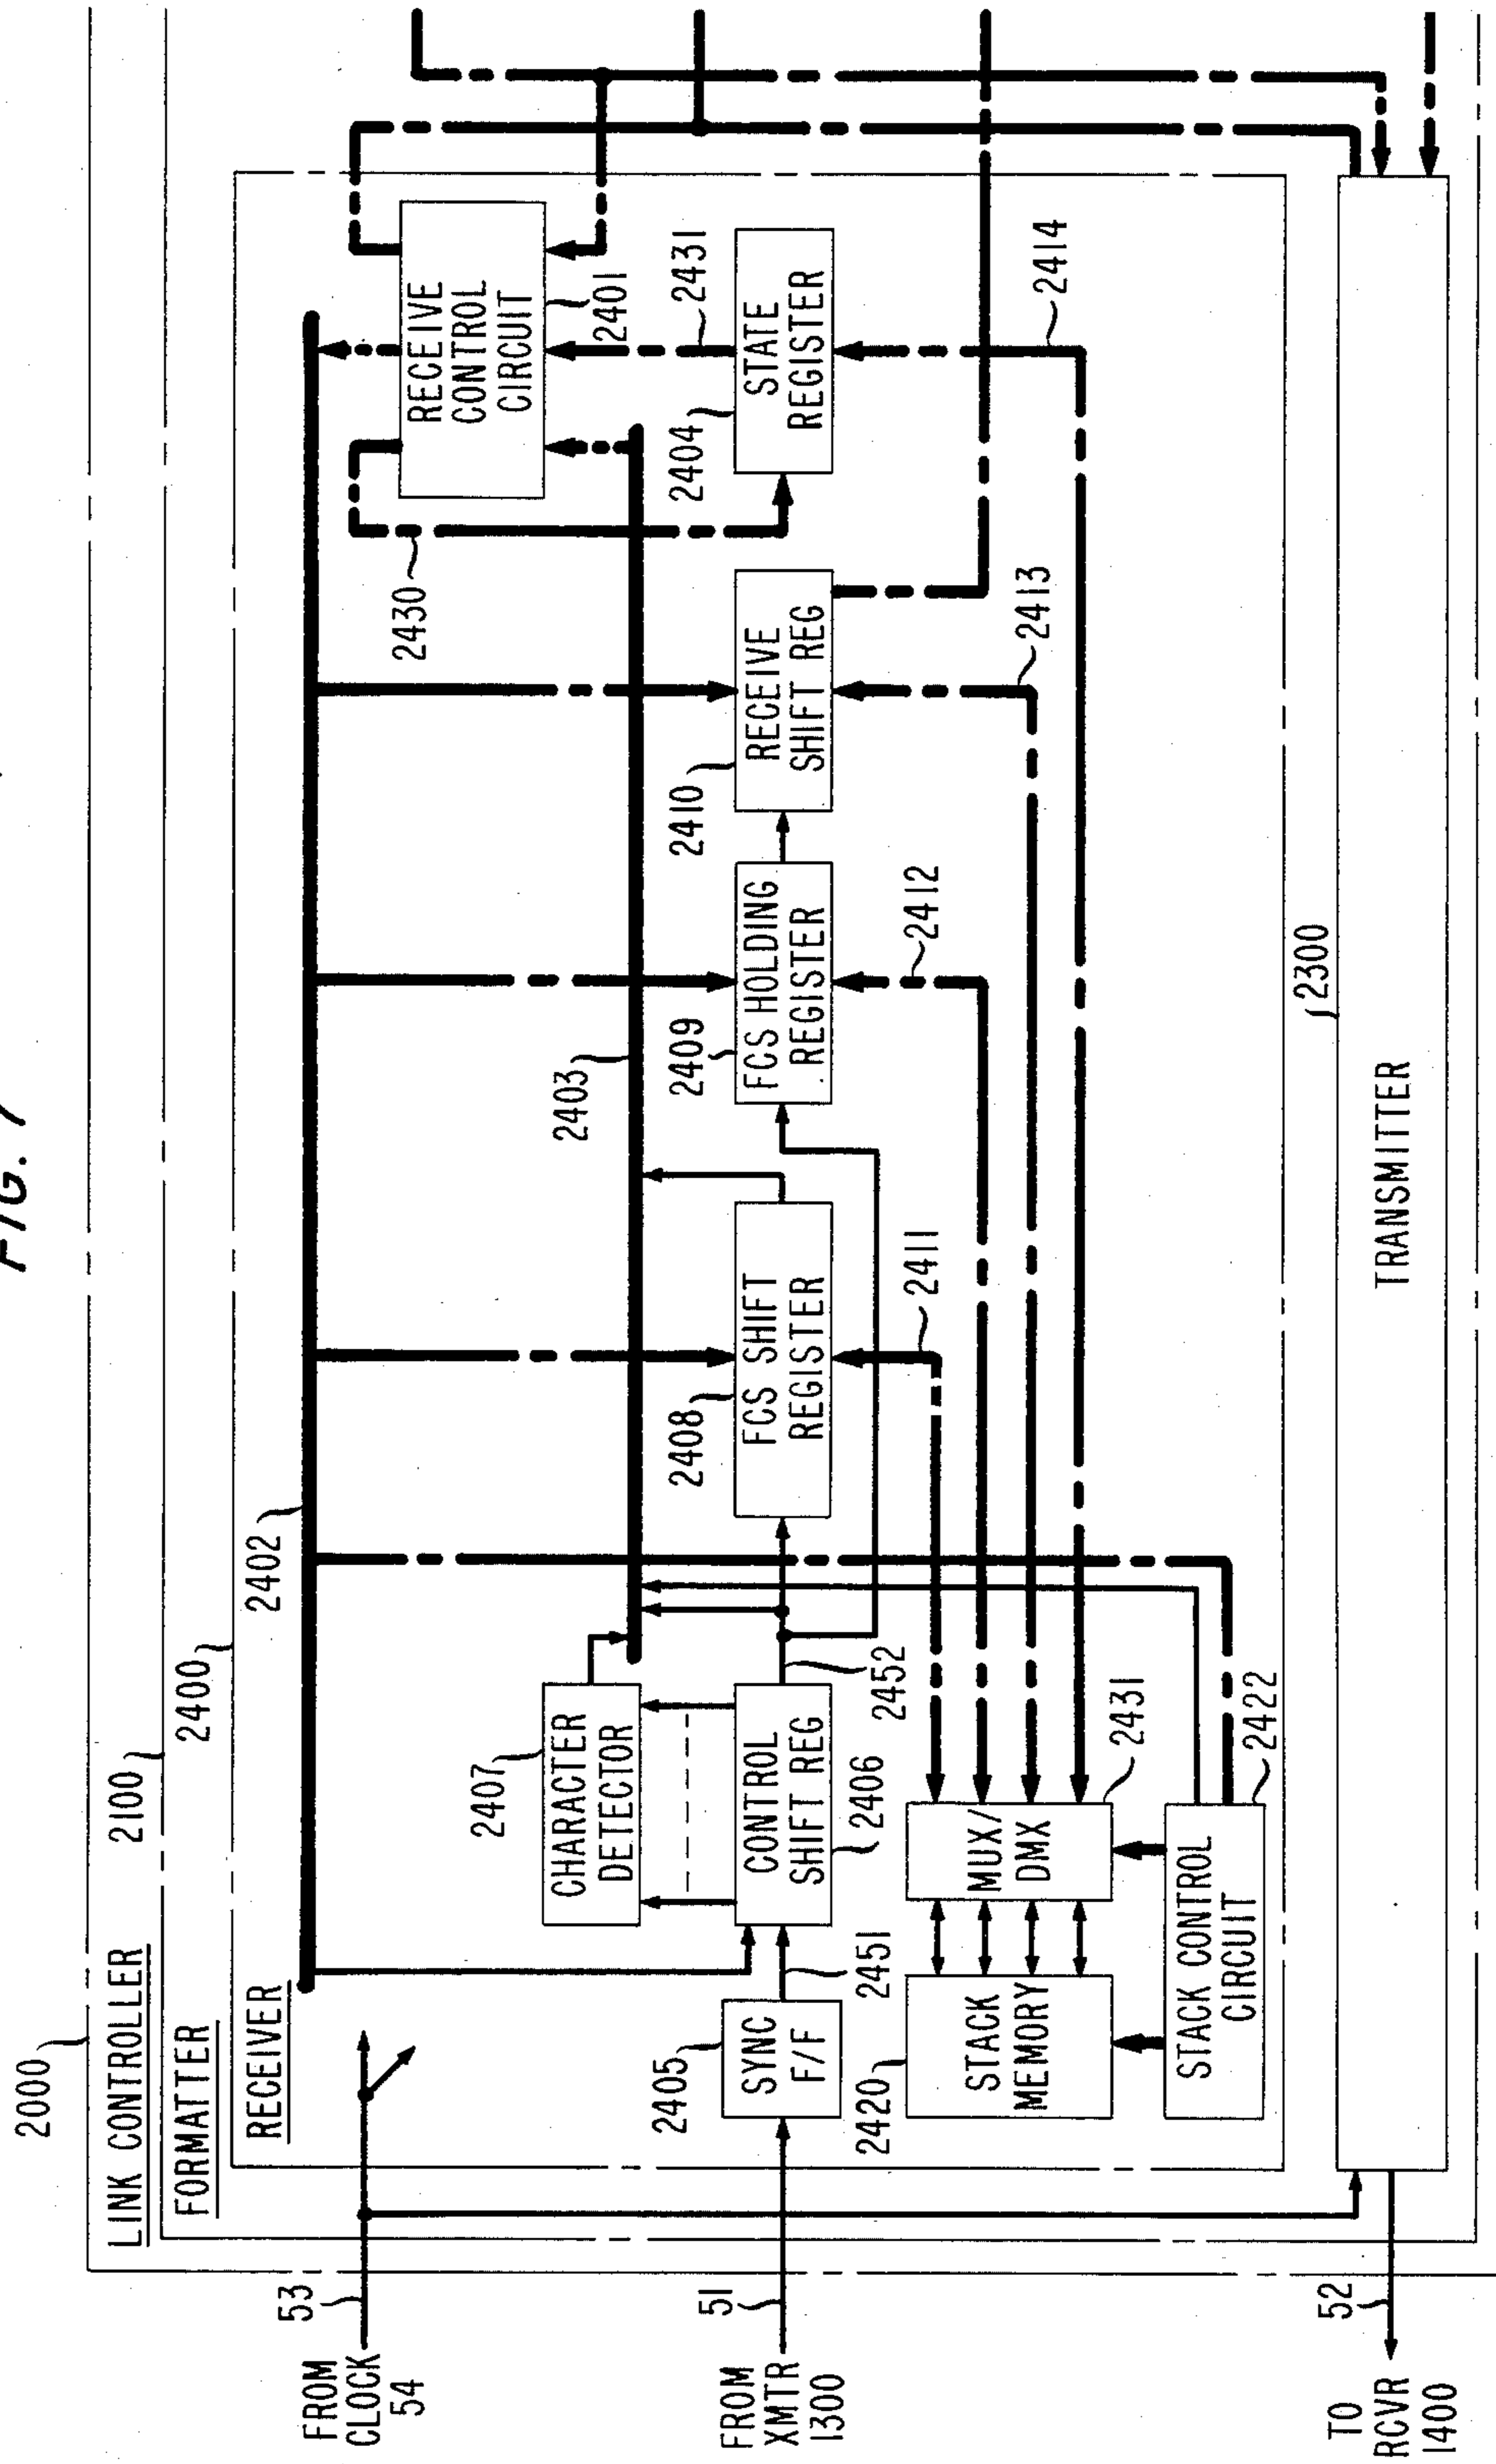 FIG. 7
2000
LINK CONTROLLER
2100
FORMATTER
2400
RECEIVER
2402
FROM
CLOCK
54
53
2430
RECEIVE
CONTROL
CIRCUIT
2401
2403
2407
CHARACTER
DETECTOR
2431
FROM
XMTR
1300
51
2405
SYNC
F/F
2451
CONTROL
SHIFT REG
2406
2452
2408
FCS SHIFT
REGISTER
2409
FCS HOLDING
REGISTER
2410
RECEIVE
SHIFT REG
2404
STATE
REGISTER
2411
2412
2413
2414
2420
STACK
MEMORY
MUX/
DMX
2431
STACK CONTROL
CIRCUIT
2422
2300
TRANSMITTER
TO
RCVR
1400
52